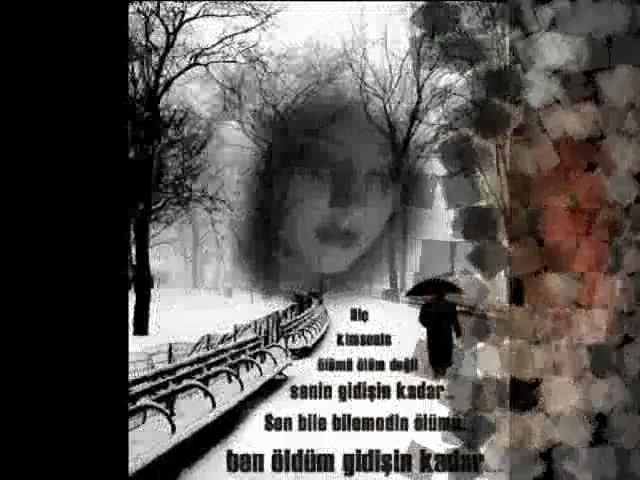 Hiç
kimsenin
ölümü ölüm değil
senin gidişin kadar...
Sen bile bilemedin ölümü...
ben öldüm gidişin kadar...